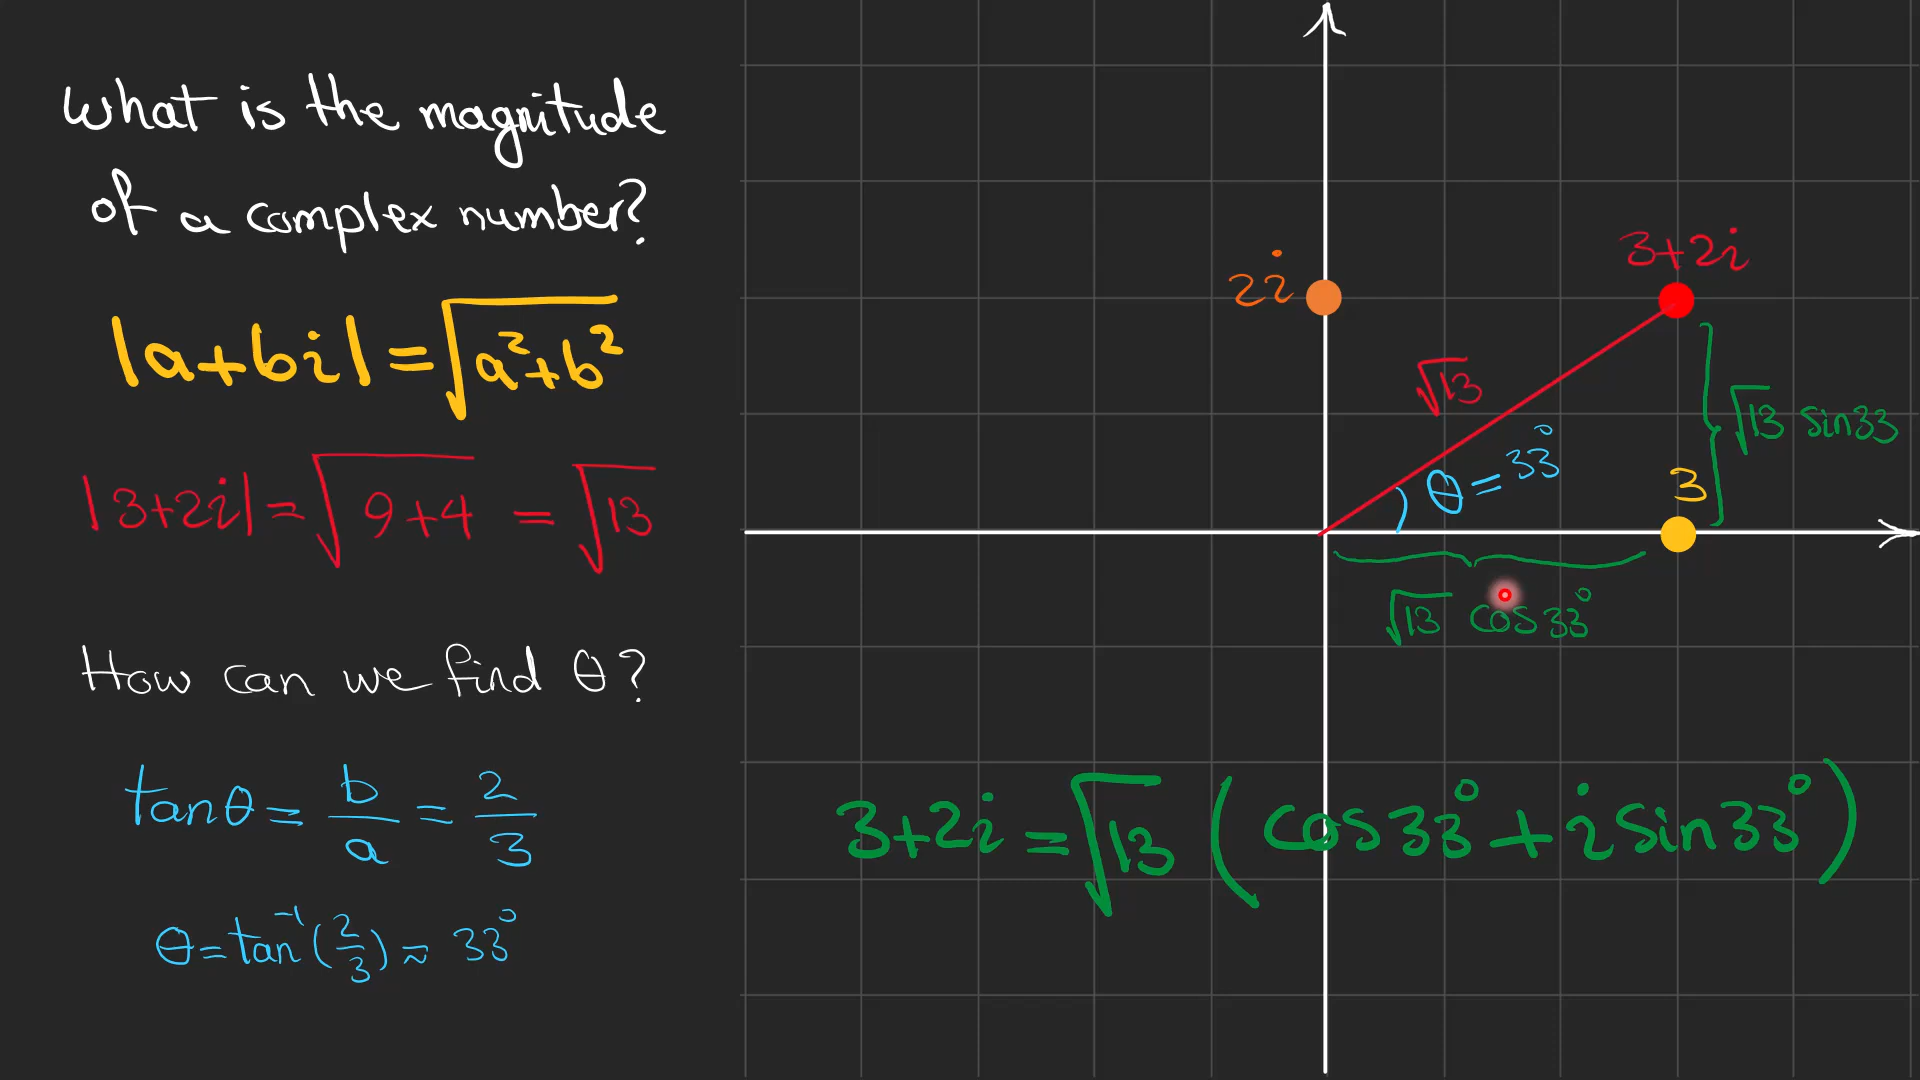 What is the magnitude
of a complex number?
|a+bi| = √a²+b²
|3+2i| = √9+4 = √13
How can we find θ?
tanθ = b/a = 2/3
θ = tan⁻¹(2/3) ≈ 33°
2i
3+2i
√13
√13 sin33
θ = 33°
3
√13 cos33°
3+2i = √13 (cos33° + i sin33°)